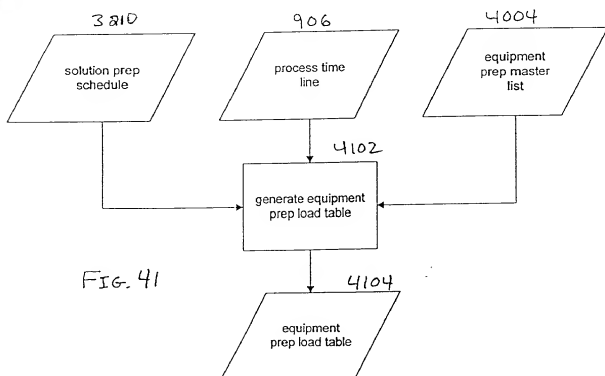 3210
906
4004
solution prep
schedule
process time
line
equipment
prep master
list
4102
generate equipment
prep load table
FIG. 41
4104
equipment
prep load table